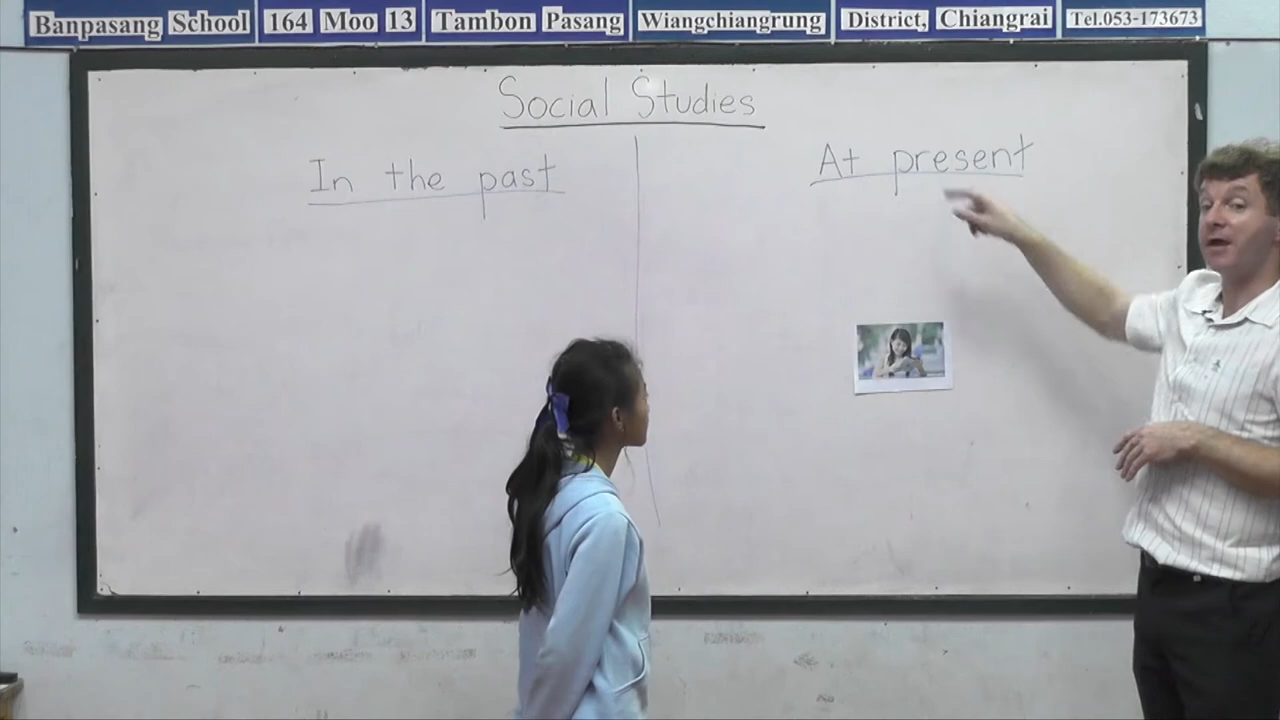 Banpasang School 164 Moo 13 Tambon Pasang Wiangchiangrung District, Chiangrai Tel.053-173673
Social Studies
In the past
At present